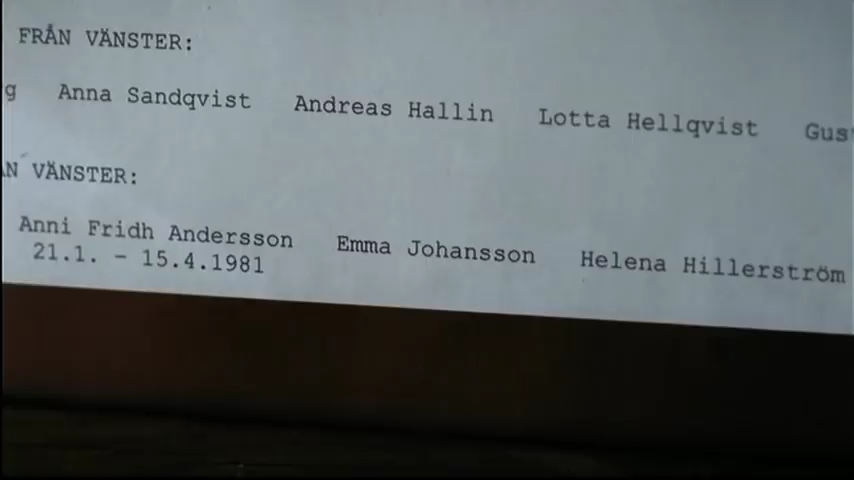 FRÅN VÄNSTER:
g Anna Sandqvist Andreas Hallin Lotta Hellqvist Gus
N VÄNSTER:
Anni Fridh Andersson Emma Johansson Helena Hillerström
21.1. - 15.4.1981